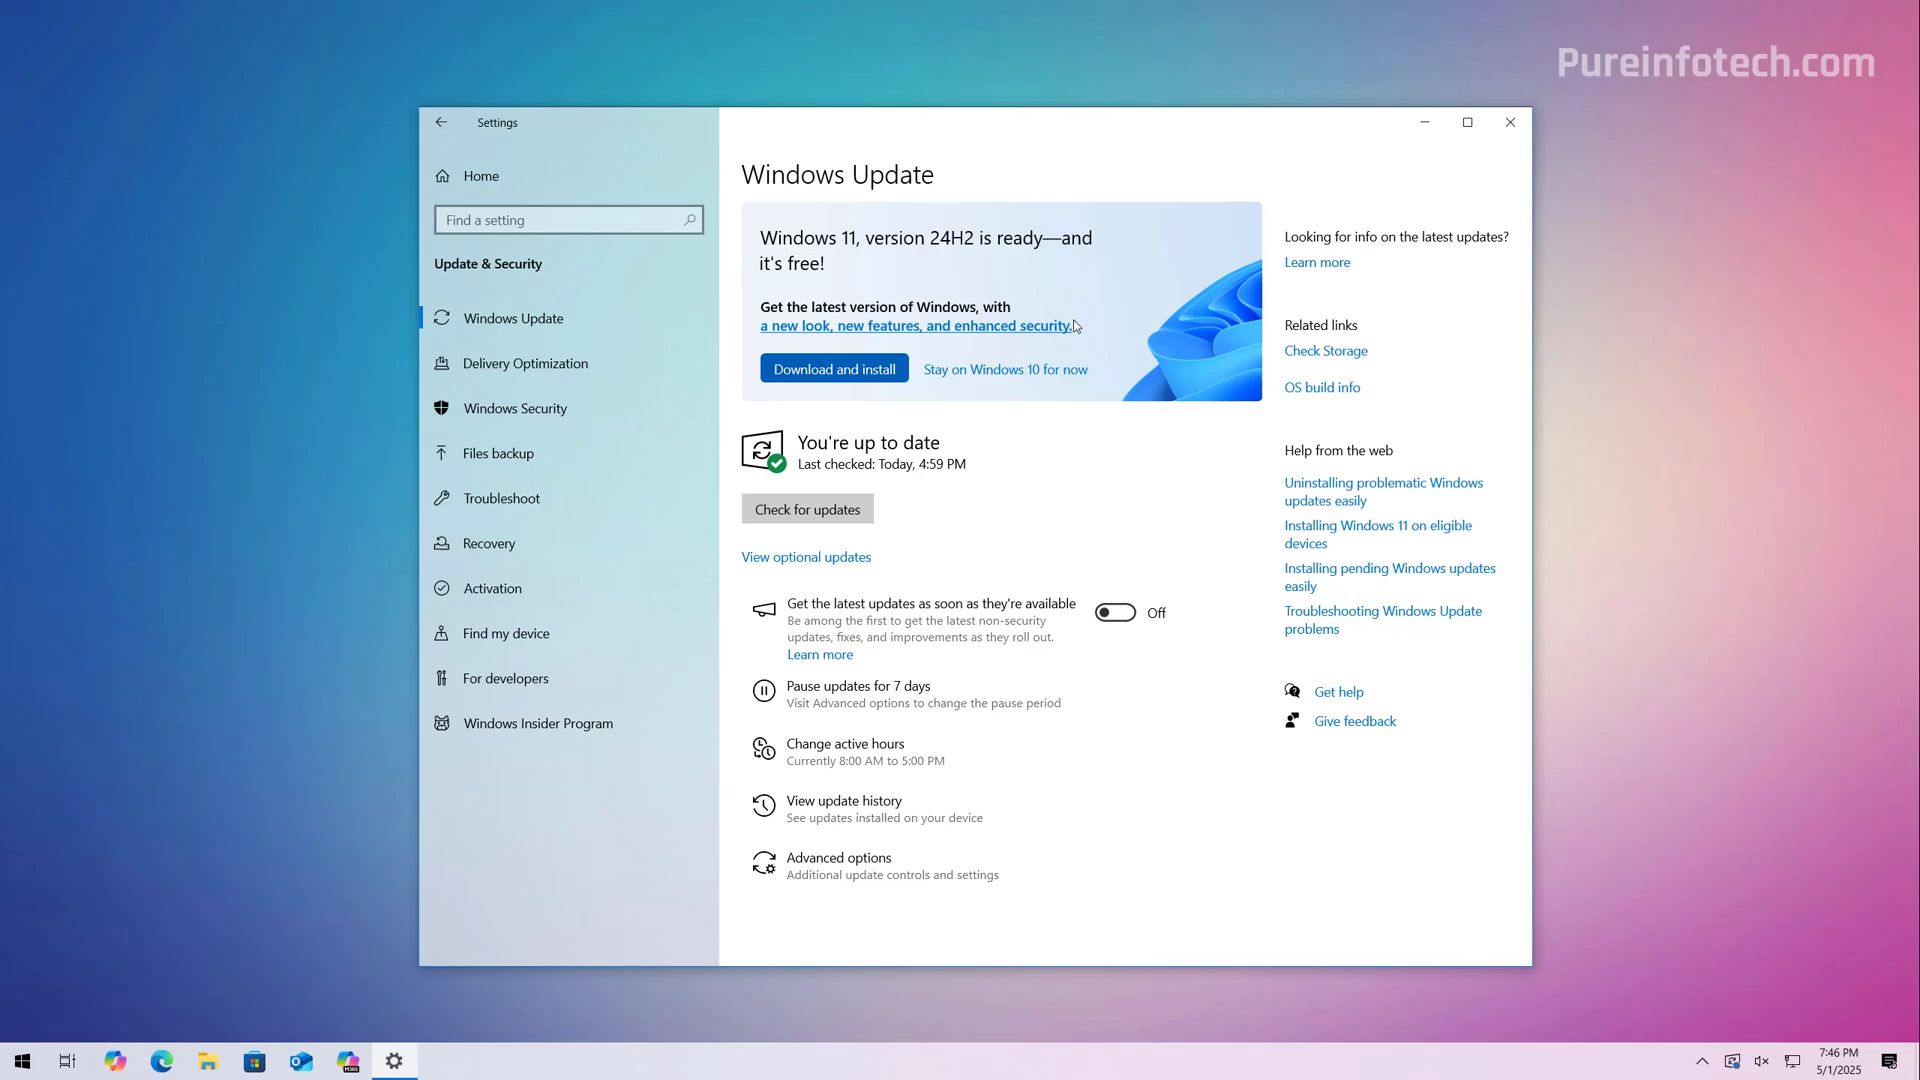 Pureinfotech.com
Settings
Home
Find a setting
Update & Security
Windows Update
Delivery Optimization
Windows Security
Files backup
Troubleshoot
Recovery
Activation
Find my device
For developers
Windows Insider Program
Windows Update
Windows 11, version 24H2 is ready—and
it's free!
Get the latest version of Windows, with
a new look, new features, and enhanced security.
Download and install
Stay on Windows 10 for now
You're up to date
Last checked: Today, 4:59 PM
Check for updates
View optional updates
Get the latest updates as soon as they're available
Be among the first to get the latest non-security
updates, fixes, and improvements as they roll out.
Learn more
Off
Pause updates for 7 days
Visit Advanced options to change the pause period
Change active hours
Currently 8:00 AM to 5:00 PM
View update history
See updates installed on your device
Advanced options
Additional update controls and settings
Looking for info on the latest updates?
Learn more
Related links
Check Storage
OS build info
Help from the web
Uninstalling problematic Windows
updates easily
Installing Windows 11 on eligible
devices
Installing pending Windows updates
easily
Troubleshooting Windows Update
problems
Get help
Give feedback
M365
7:46 PM
5/1/2025